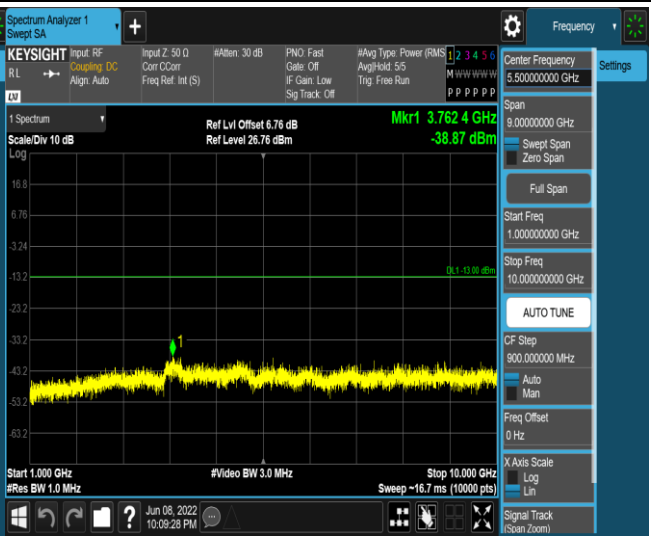 Spectrum Analyzer 1
Swept SA
Frequency
KEYSIGHT
RL
LXI
Input: RF
Coupling: DC
Align: Auto
Input Z: 50 Ω
Corr CCorr
Freq Ref: Int (S)
#Atten: 30 dB
PNO: Fast
Gate: Off
IF Gain: Low
Sig Track: Off
#Avg Type: Power (RMS
Avg|Hold: 5/5
Trig: Free Run
1 2 3 4 5 6
M W W W W W
P P P P P P
1 Spectrum
Scale/Div 10 dB
Log
Ref Lvl Offset 6.76 dB
Ref Level 26.76 dBm
Mkr1 3.762 4 GHz
-38.87 dBm
16.8
6.76
-3.24
-13.2
-23.2
-33.2
-43.2
-53.2
-63.2
DL1 -13.00 dBm
1
Start 1.000 GHz
#Res BW 1.0 MHz
#Video BW 3.0 MHz
Stop 10.000 GHz
Sweep ~16.7 ms (10000 pts)
Jun 08, 2022
10:09:28 PM
Center Frequency
5.500000000 GHz
Settings
Span
9.00000000 GHz
Swept Span
Zero Span
Full Span
Start Freq
1.000000000 GHz
Stop Freq
10.000000000 GHz
AUTO TUNE
CF Step
900.000000 MHz
Auto
Man
Freq Offset
0 Hz
X Axis Scale
Log
Lin
Signal Track
(Span Zoom)